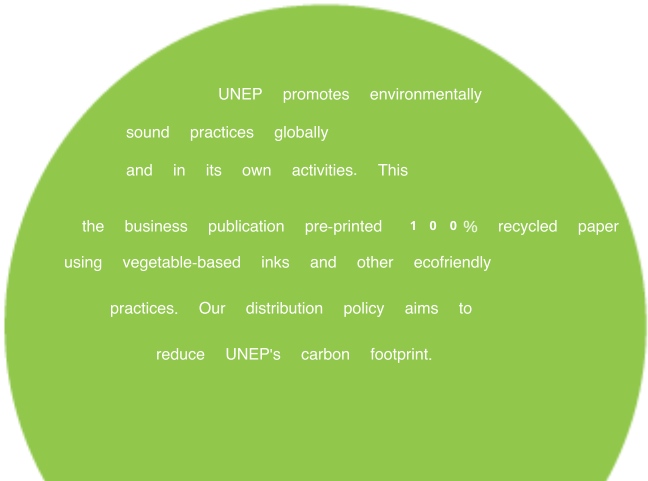 UNEP promotes environmentally
sound practices globally
and in its own activities. This
the business publication pre-printed 100% recycled paper
using vegetable-based inks and other ecofriendly
practices. Our distribution policy aims to
reduce UNEP's carbon footprint.